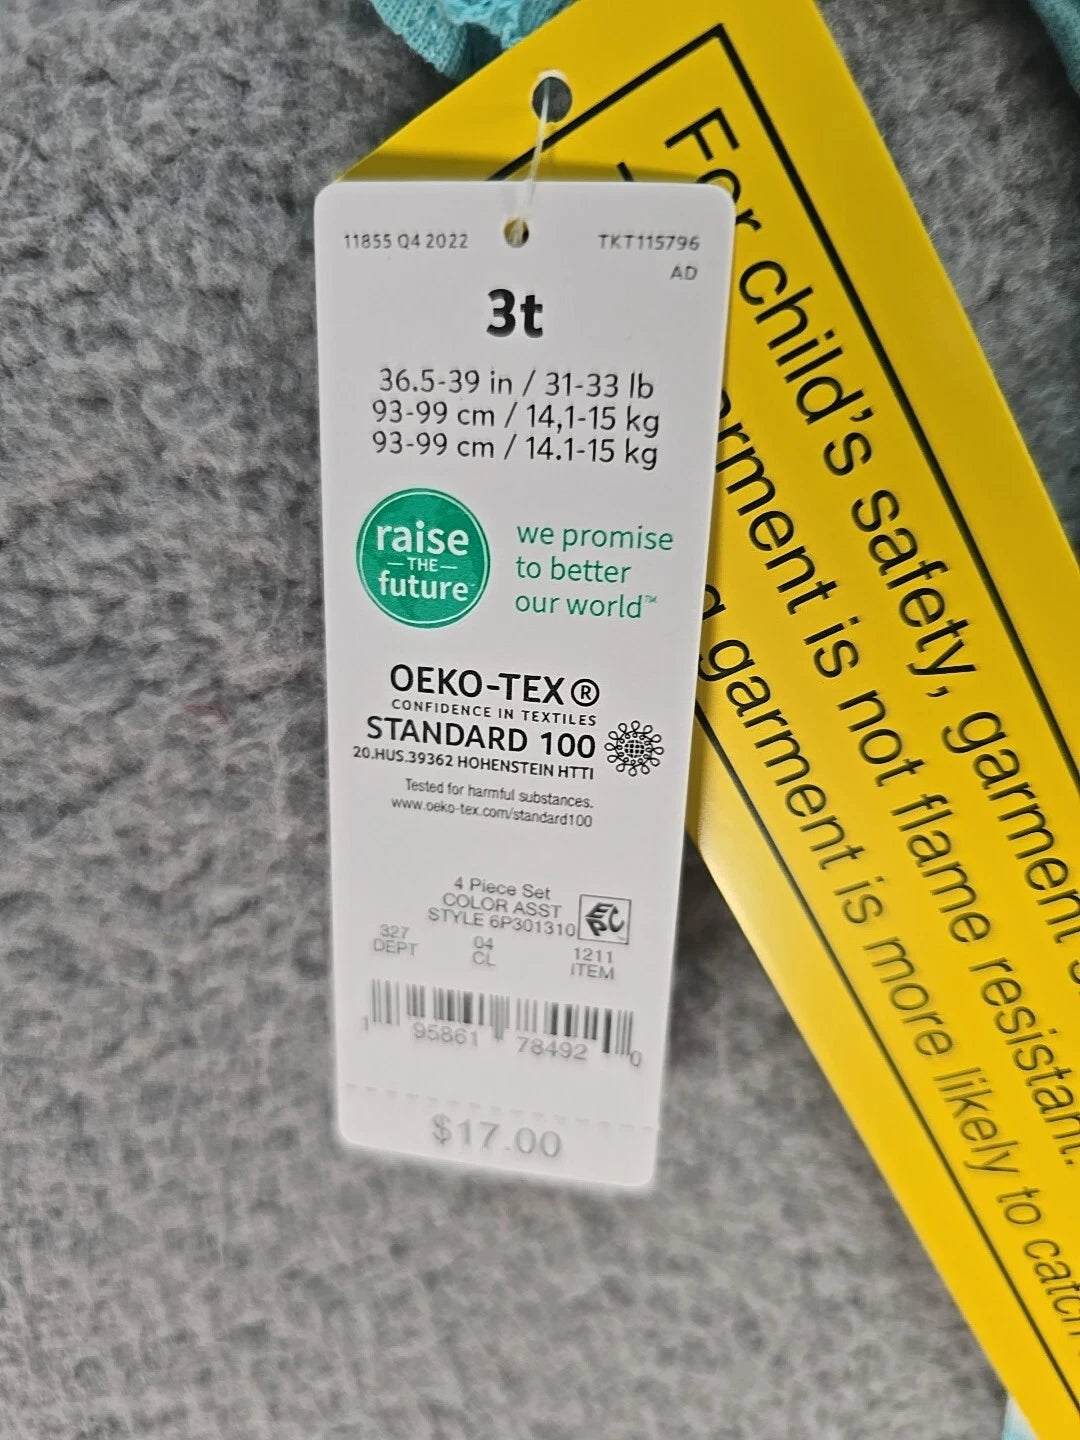 11855 Q4 2022
TKT115796
AD
3t
36.5-39 in / 31-33 lb
93-99 cm / 14,1-15 kg
93-99 cm / 14.1-15 kg
raise
THE
future
we promise
to better
our world™
OEKO-TEX®
CONFIDENCE IN TEXTILES
STANDARD 100
20.HUS.39362 HOHENSTEIN HTTI
Tested for harmful substances.
www.oeko-tex.com/standard100
4 Piece Set
COLOR ASST
STYLE 6P301310
EPC
327
DEPT
04
CL
1211
ITEM
1 95861 78492 0
$17.00
For child's safety, garment
garment is not flame resistant.
garment is more likely to catch